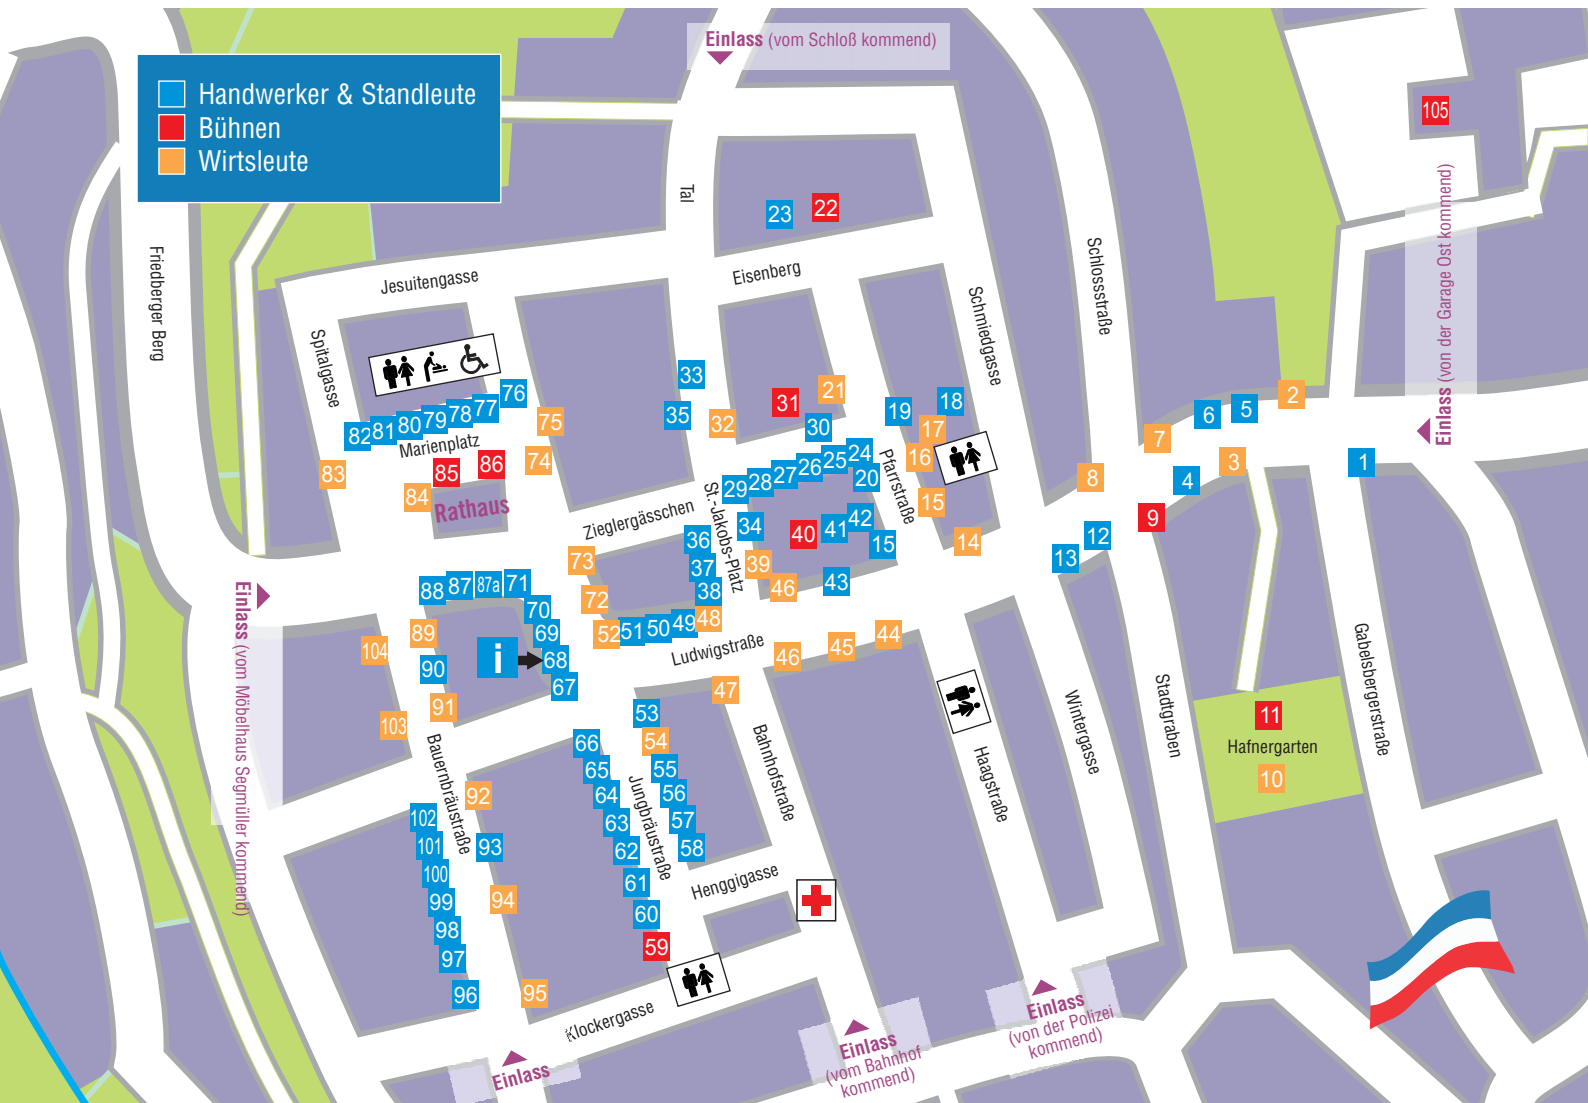 Einlass (vom Schloß kommend)
Handwerker & Standleute
Bühnen
Wirtsleute
105
Tal
23
22
Friedberger Berg
Jesuitengasse
Eisenberg
Schlossstraße
Einlass (von der Garage Ost kommend)
Spitalgasse
Schmiedgasse
33
76
77
78
79
80
81
82
75
35
32
31
21
30
19
18
17
16
2
5
6
7
3
4
1
8
9
Marienplatz
83
85
86
74
84
Rathaus
29
28
27
26
25
24
20
Pfarrstraße
15
14
Zieglergässchen
St.-Jakobs-Platz
36
34
40
41
42
15
37
39
38
46
43
12
13
73
72
Einlass (vom Möbelhaus Segmüller kommend)
88
87
87a
71
70
69
68
67
i
89
90
91
104
103
52
51
50
49
48
Ludwigstraße
46
45
44
47
53
54
55
56
57
58
66
65
64
63
62
61
60
59
Bauernbräustraße
Jungbräustraße
Bahnhofstraße
Haagstraße
Wintergasse
Stadtgraben
Gabelsbergerstraße
11
Hafnergarten
10
92
102
101
93
100
99
94
98
97
96
95
Henggigasse
Klockergasse
Einlass
Einlass
(vom Bahnhof
kommend)
Einlass
(von der Polizei
kommend)